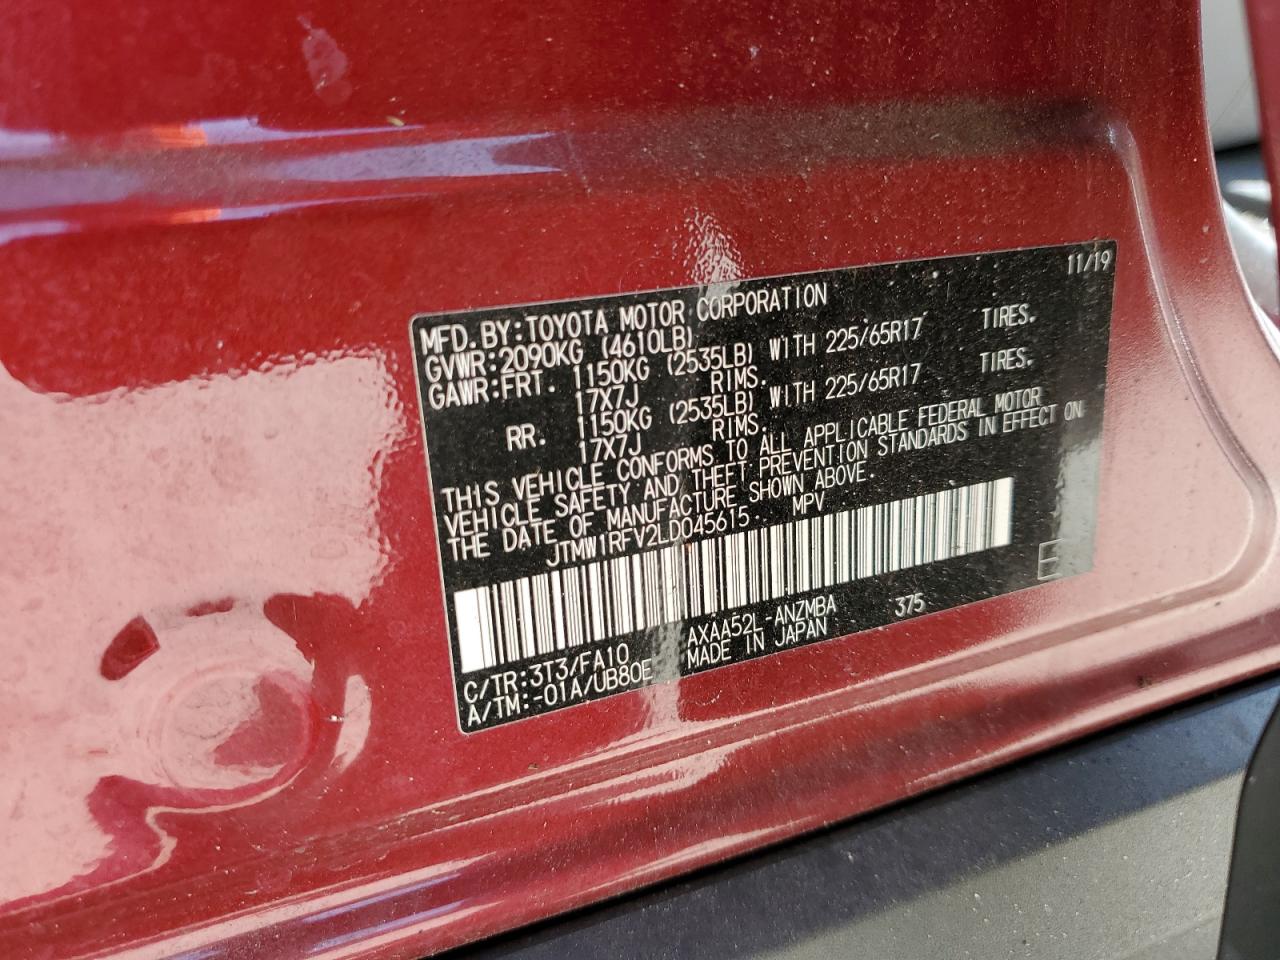 11/19
MFD.BY:TOYOTA MOTOR CORPORATION
GVWR:2090KG (4610LB)
GAWR:FRT. 1150KG (2535LB) WITH 225/65R17 TIRES.
17X7J RIMS.
RR. 1150KG (2535LB) WITH 225/65R17 TIRES.
17X7J RIMS.
THIS VEHICLE CONFORMS TO ALL APPLICABLE FEDERAL MOTOR
VEHICLE SAFETY AND THEFT PREVENTION STANDARDS IN EFFECT ON
THE DATE OF MANUFACTURE SHOWN ABOVE.
JTMW1RFV2LD045615. MPV
C/TR:3T3/FA10 AXAA52L-ANZMBA 375
A/TM:-01A/UB80E MADE IN JAPAN